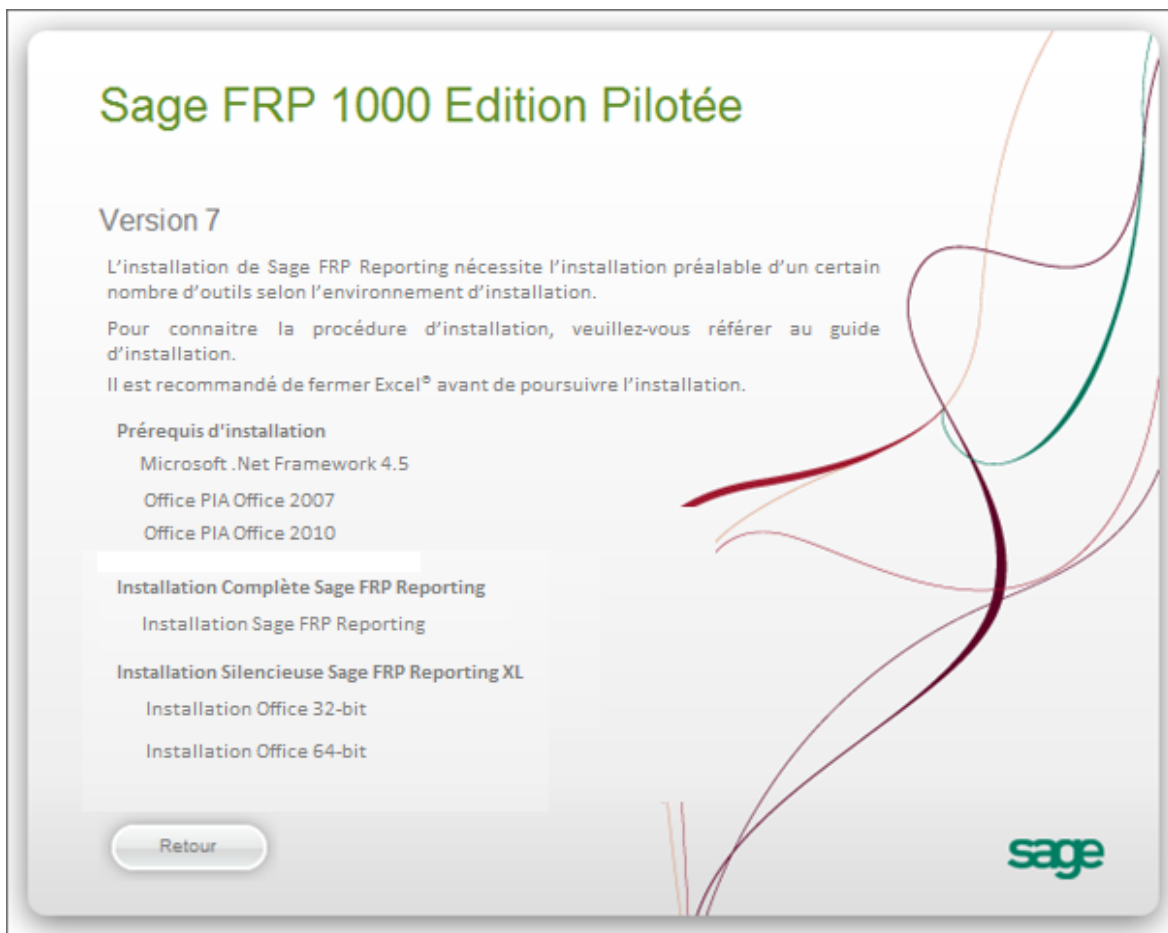 Sage FRP 1000 Edition Pilotée
Version 7
L'installation de Sage FRP Reporting nécessite l'installation préalable d'un certain
nombre d'outils selon l'environnement d'installation.
Pour connaitre la procédure d'installation, veuillez-vous référer au guide
d'installation.
Il est recommandé de fermer Excel® avant de poursuivre l'installation.
Prérequis d'installation
Microsoft .Net Framework 4.5
Office PIA Office 2007
Office PIA Office 2010
Installation Complète Sage FRP Reporting
Installation Sage FRP Reporting
Installation Silencieuse Sage FRP Reporting XL
Installation Office 32-bit
Installation Office 64-bit
Retour
sage